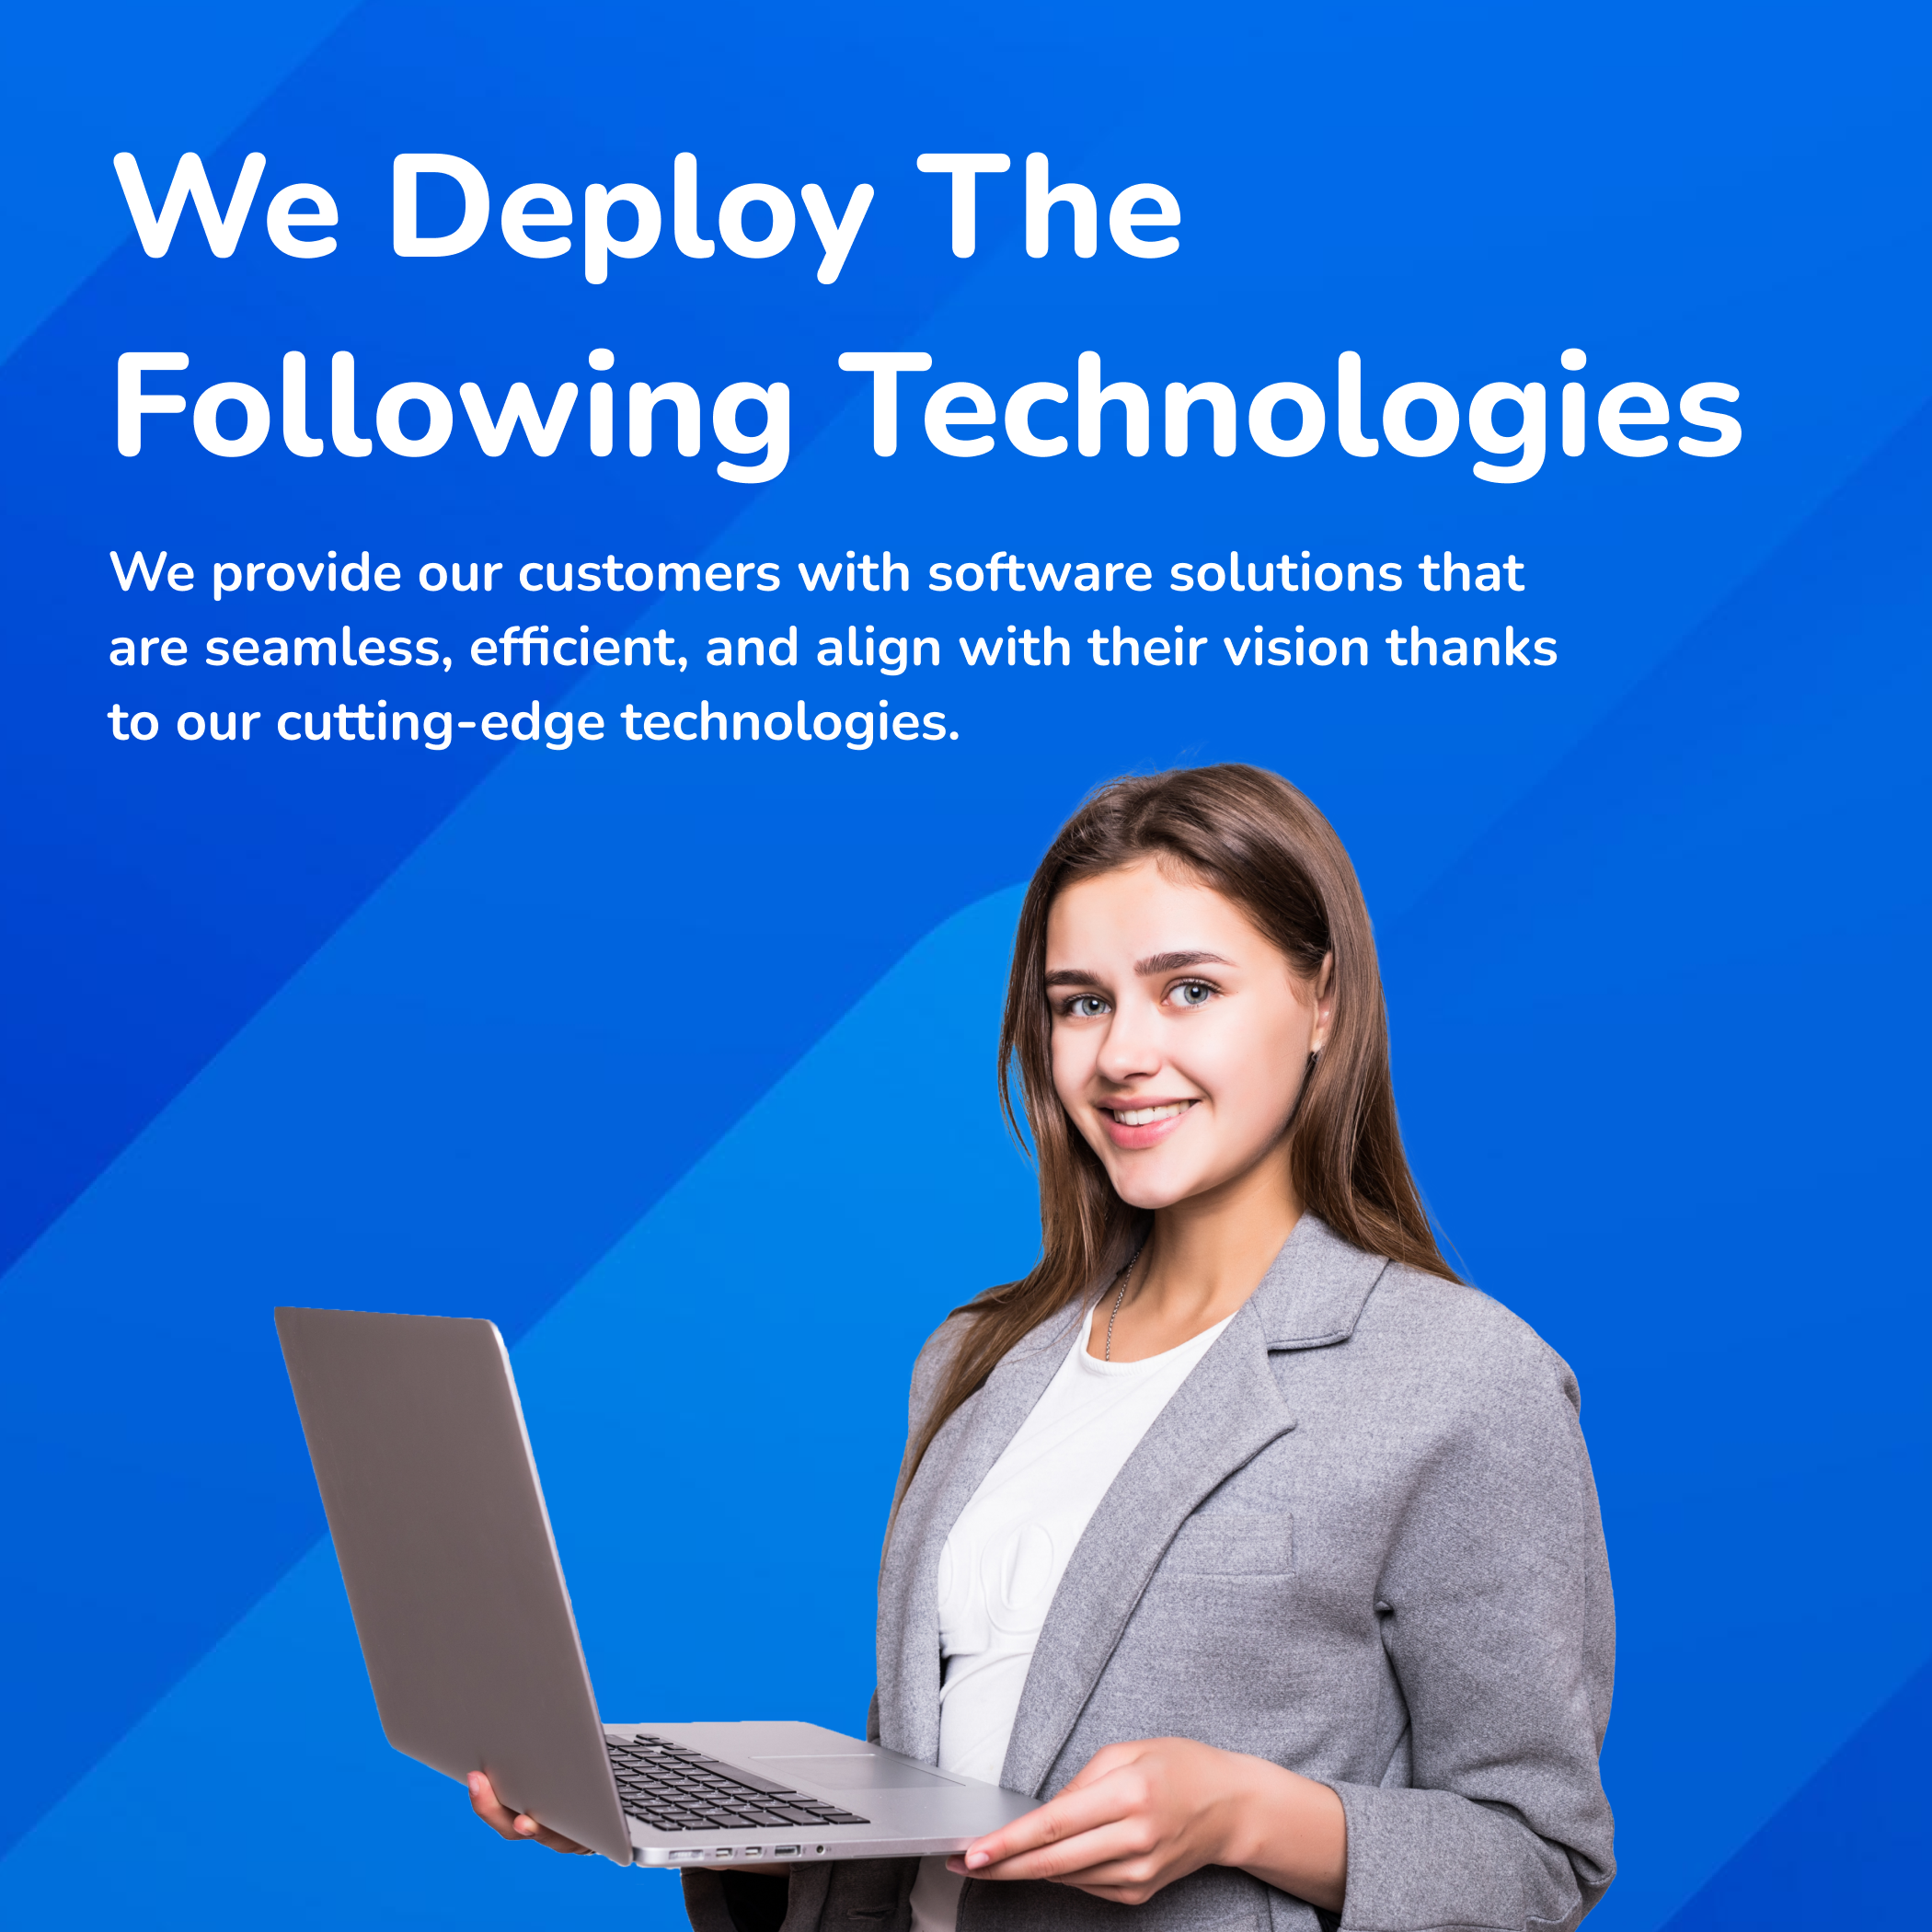 We Deploy The
Following Technologies
We provide our customers with software solutions that
are seamless, efficient, and align with their vision thanks
to our cutting-edge technologies.